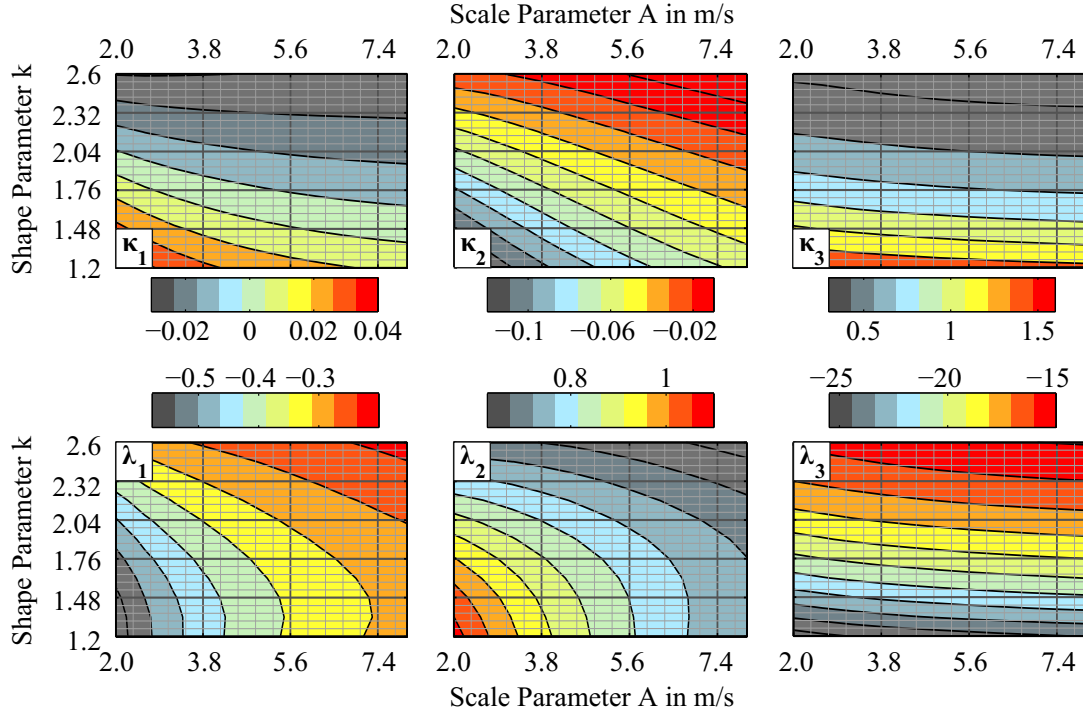 Scale Parameter A in m/s
2.0 3.8 5.6 7.4 2.0 3.8 5.6 7.4 2.0 3.8 5.6 7.4
Shape Parameter k
2.6
2.32
2.04
1.76
1.48
1.2
κ1 κ2 κ3
−0.02 0 0.02 0.04 −0.1 −0.06 −0.02 0.5 1 1.5
−0.5 −0.4 −0.3 0.8 1 −25 −20 −15
Shape Parameter k
2.6
2.32
2.04
1.76
1.48
1.2
λ1 λ2 λ3
2.0 3.8 5.6 7.4 2.0 3.8 5.6 7.4 2.0 3.8 5.6 7.4
Scale Parameter A in m/s